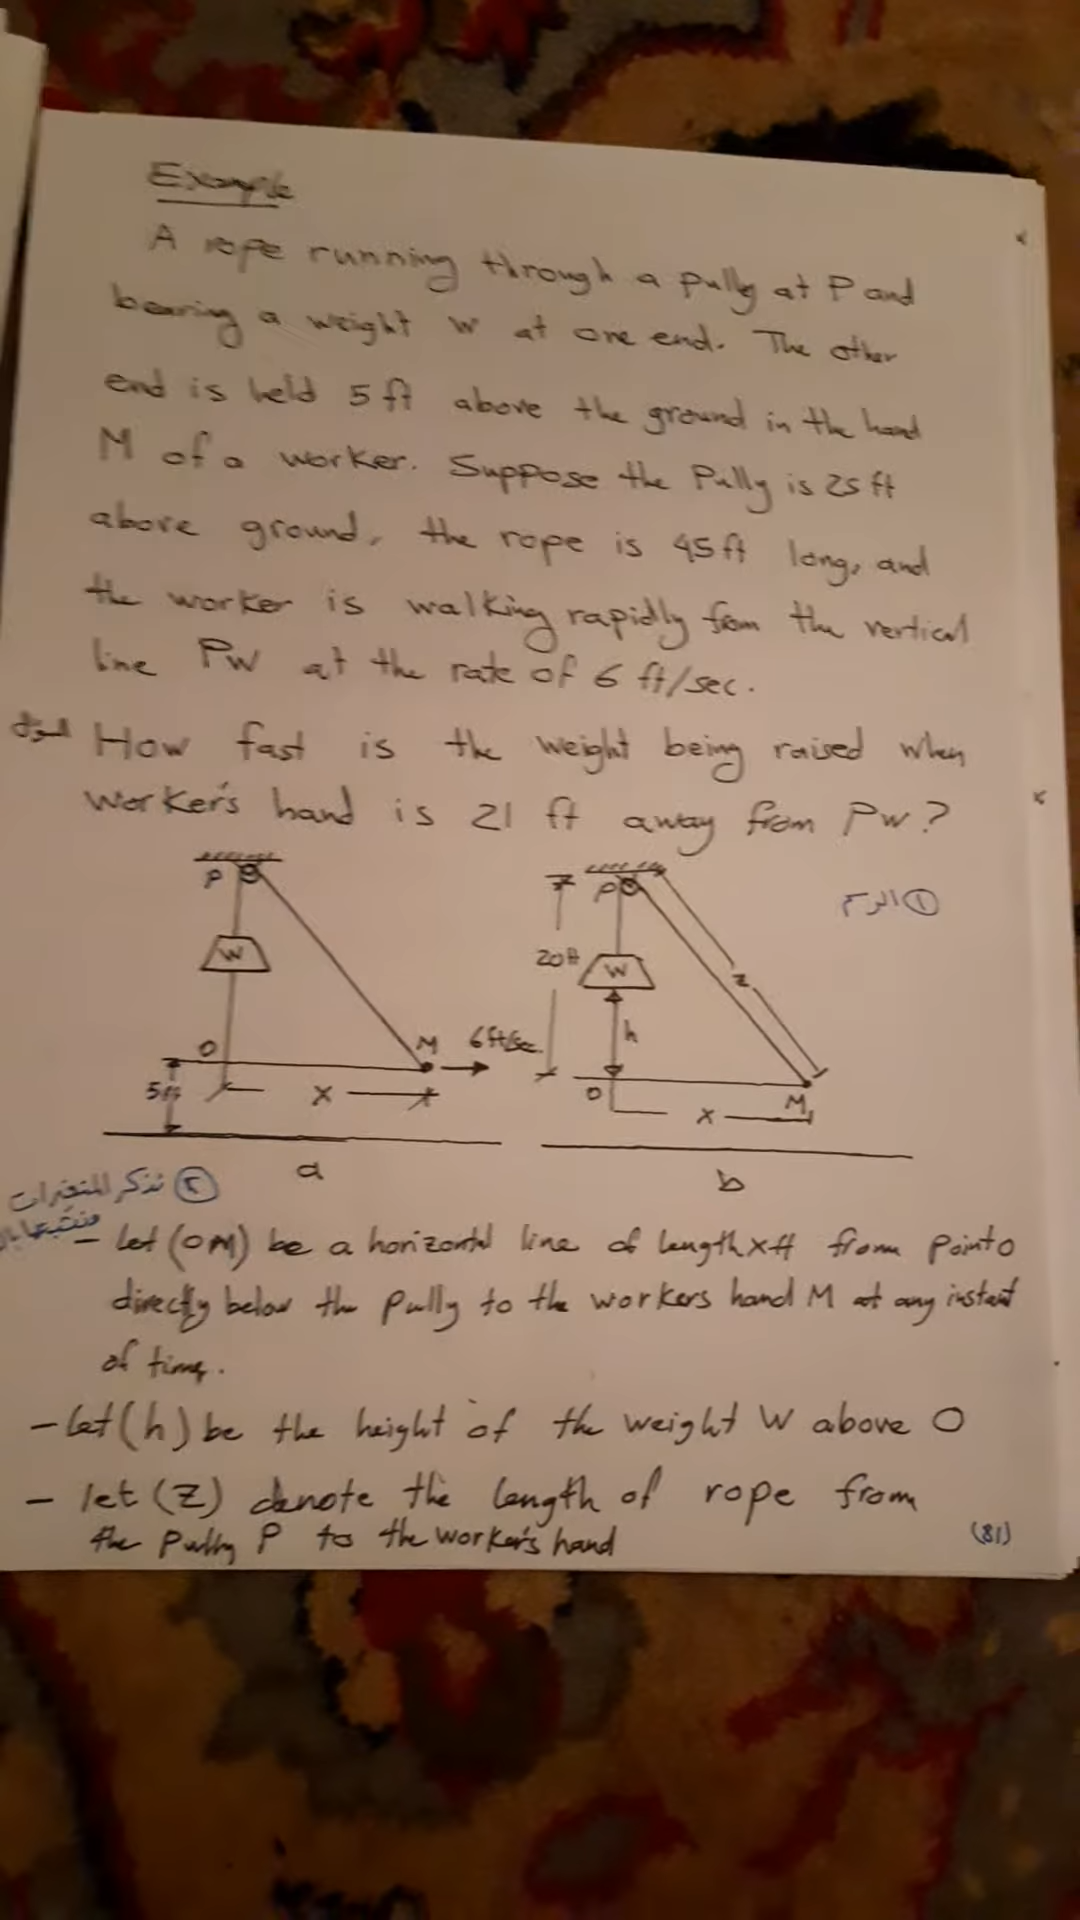 Example
A rope running through a pully at P and
bearing a weight W at one end. The other
end is held 5 ft above the ground in the hand
M of a worker. Suppose the Pully is 25 ft
above ground, the rope is 45 ft long, and
the worker is walking rapidly from the vertical
line PW at the rate of 6 ft/sec.
How fast is the weight being raised when
worker's hand is 21 ft away from PW?
① الرسم
P
P
W
20 ft
W
z
h
O
M
6 ft/sec.
5 ft
X
O
M
X
a
b
② نذكر المتغيرات
- let (OM) be a horizontal line of length x ft from point O
directly below the pully to the workers hand M at any instant
of time.
- let (h) be the height of the weight W above O
- let (Z) denote the length of rope from
the pully P to the worker's hand
(81)